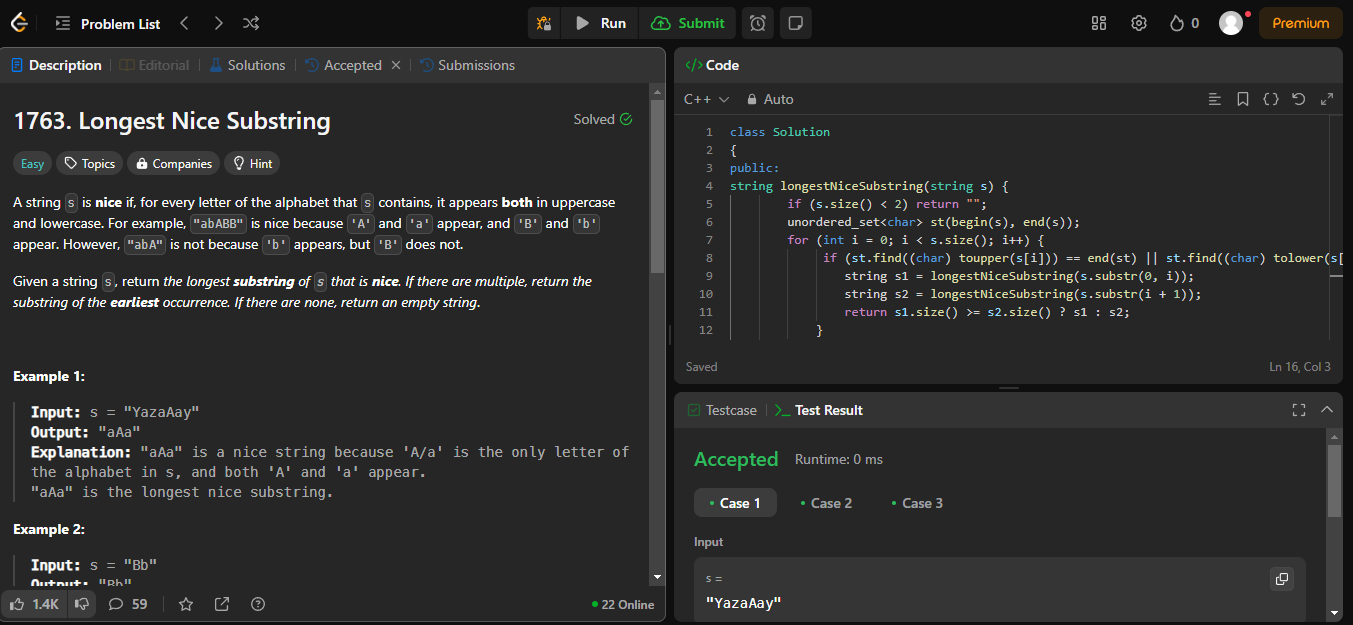 Problem List
Run
Submit
0
Premium
Description
Editorial
Solutions
Accepted
Submissions
1763. Longest Nice Substring
Solved
Easy
Topics
Companies
Hint
A string s is nice if, for every letter of the alphabet that s contains, it appears both in uppercase
and lowercase. For example, "abABB" is nice because 'A' and 'a' appear, and 'B' and 'b'
appear. However, "abA" is not because 'b' appears, but 'B' does not.
Given a string s, return the longest substring of s that is nice. If there are multiple, return the
substring of the earliest occurrence. If there are none, return an empty string.
Example 1:
Input: s = "YazaAay"
Output: "aAa"
Explanation: "aAa" is a nice string because 'A/a' is the only letter of
the alphabet in s, and both 'A' and 'a' appear.
"aAa" is the longest nice substring.
Example 2:
Input: s = "Bb"
Output: "Bb"
1.4K
59
22 Online
</> Code
C++
Auto
1 class Solution
2 {
3 public:
4 string longestNiceSubstring(string s) {
5 if (s.size() < 2) return "";
6 unordered_set<char> st(begin(s), end(s));
7 for (int i = 0; i < s.size(); i++) {
8 if (st.find((char) toupper(s[i])) == end(st) || st.find((char) tolower(s[
9 string s1 = longestNiceSubstring(s.substr(0, i));
10 string s2 = longestNiceSubstring(s.substr(i + 1));
11 return s1.size() >= s2.size() ? s1 : s2;
12 }
Saved
Ln 16, Col 3
Testcase
>_ Test Result
Accepted
Runtime: 0 ms
• Case 1
• Case 2
• Case 3
Input
s =
"YazaAay"